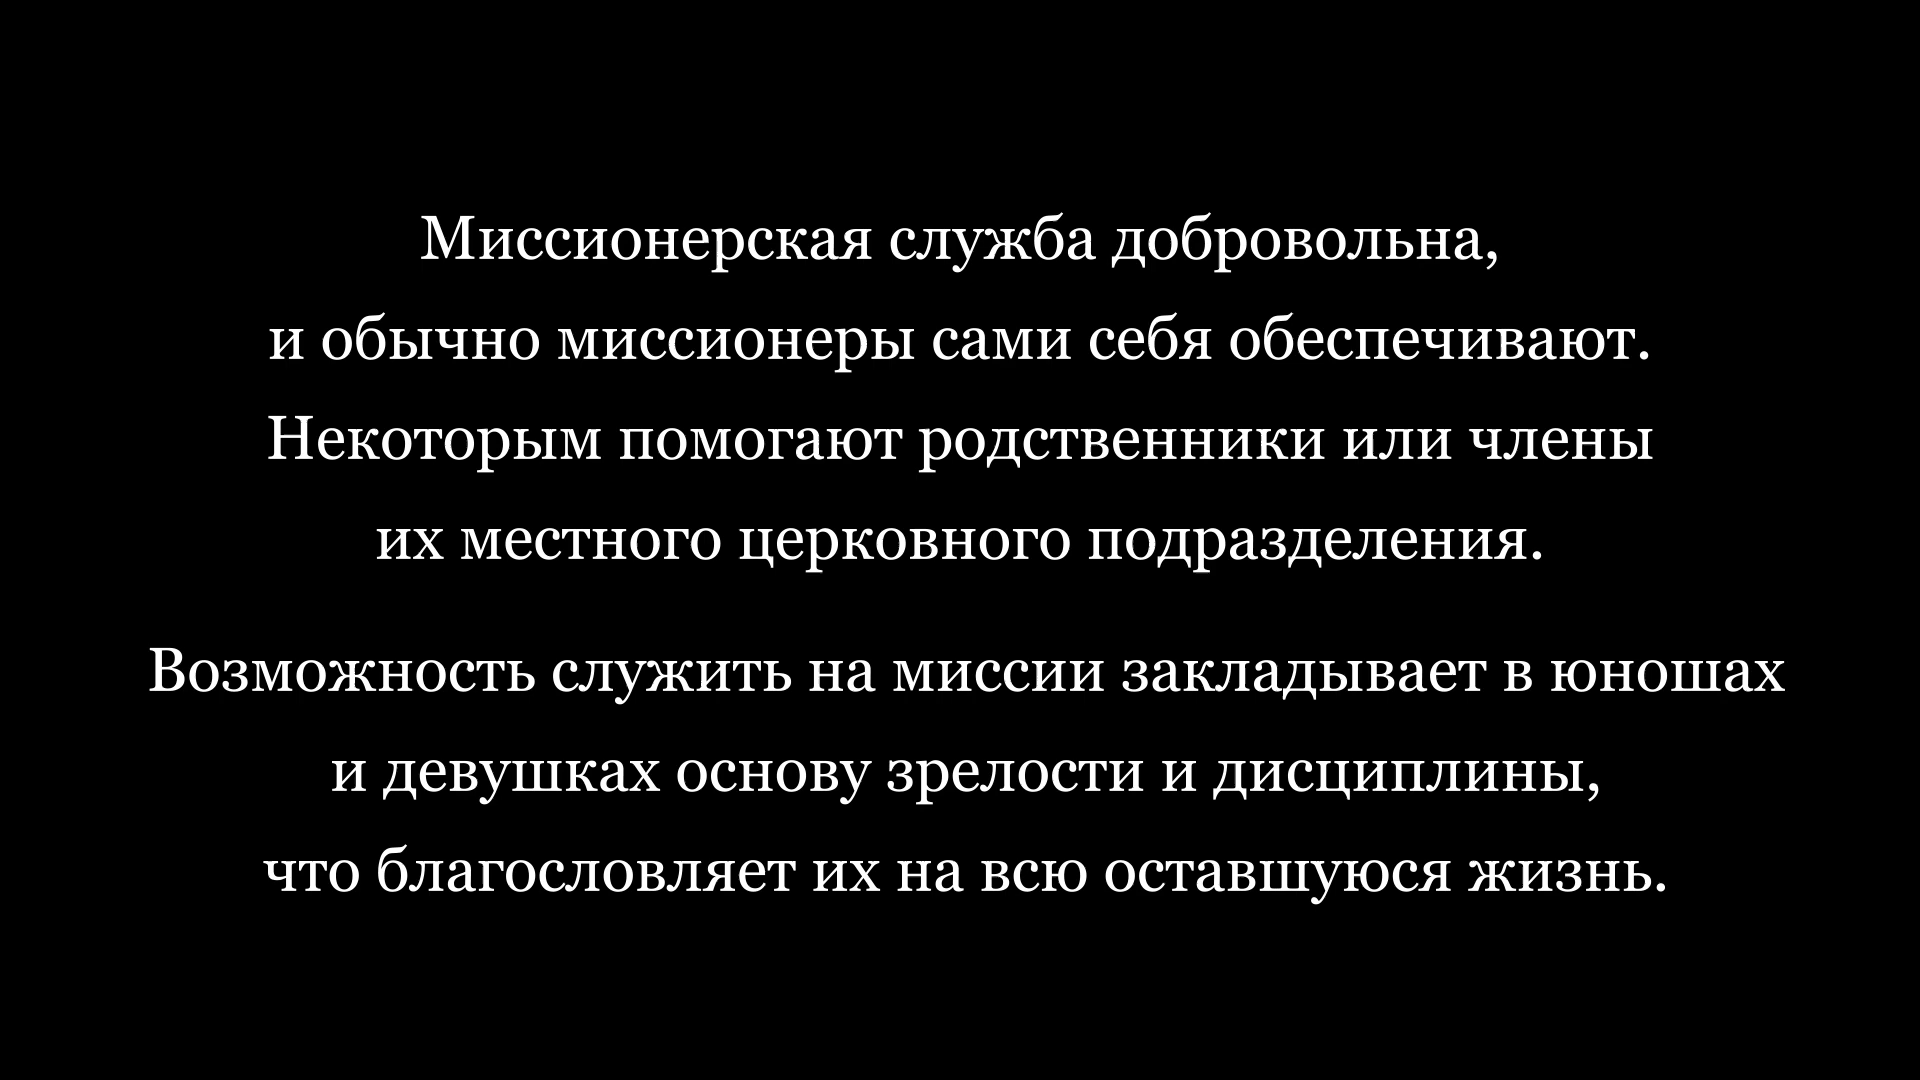 Миссионерская служба добровольна,
и обычно миссионеры сами себя обеспечивают.
Некоторым помогают родственники или члены
их местного церковного подразделения.
Возможность служить на миссии закладывает в юношах
и девушках основу зрелости и дисциплины,
что благословляет их на всю оставшуюся жизнь.